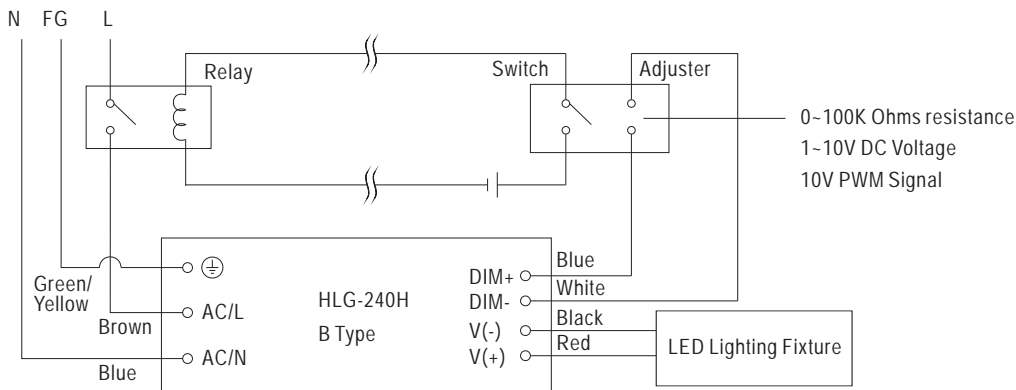 N FG L
Relay
Switch
Adjuster
0~100K Ohms resistance
1~10V DC Voltage
10V PWM Signal
Green/
Yellow
Brown
Blue
AC/L
AC/N
HLG-240H
B Type
DIM+
DIM-
V(-)
V(+)
Blue
White
Black
Red
LED Lighting Fixture